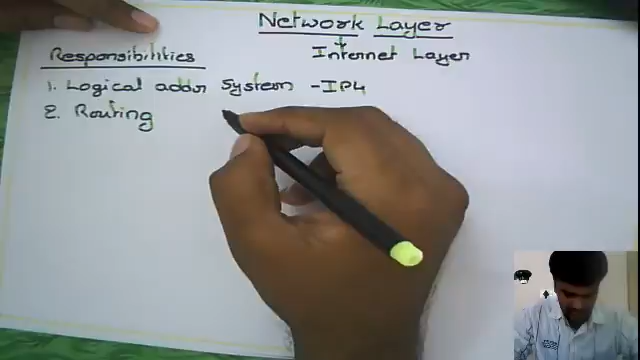 Network Layer
Internet Layer
Responsibilities
1. Logical addr System - IP4
2. Routing